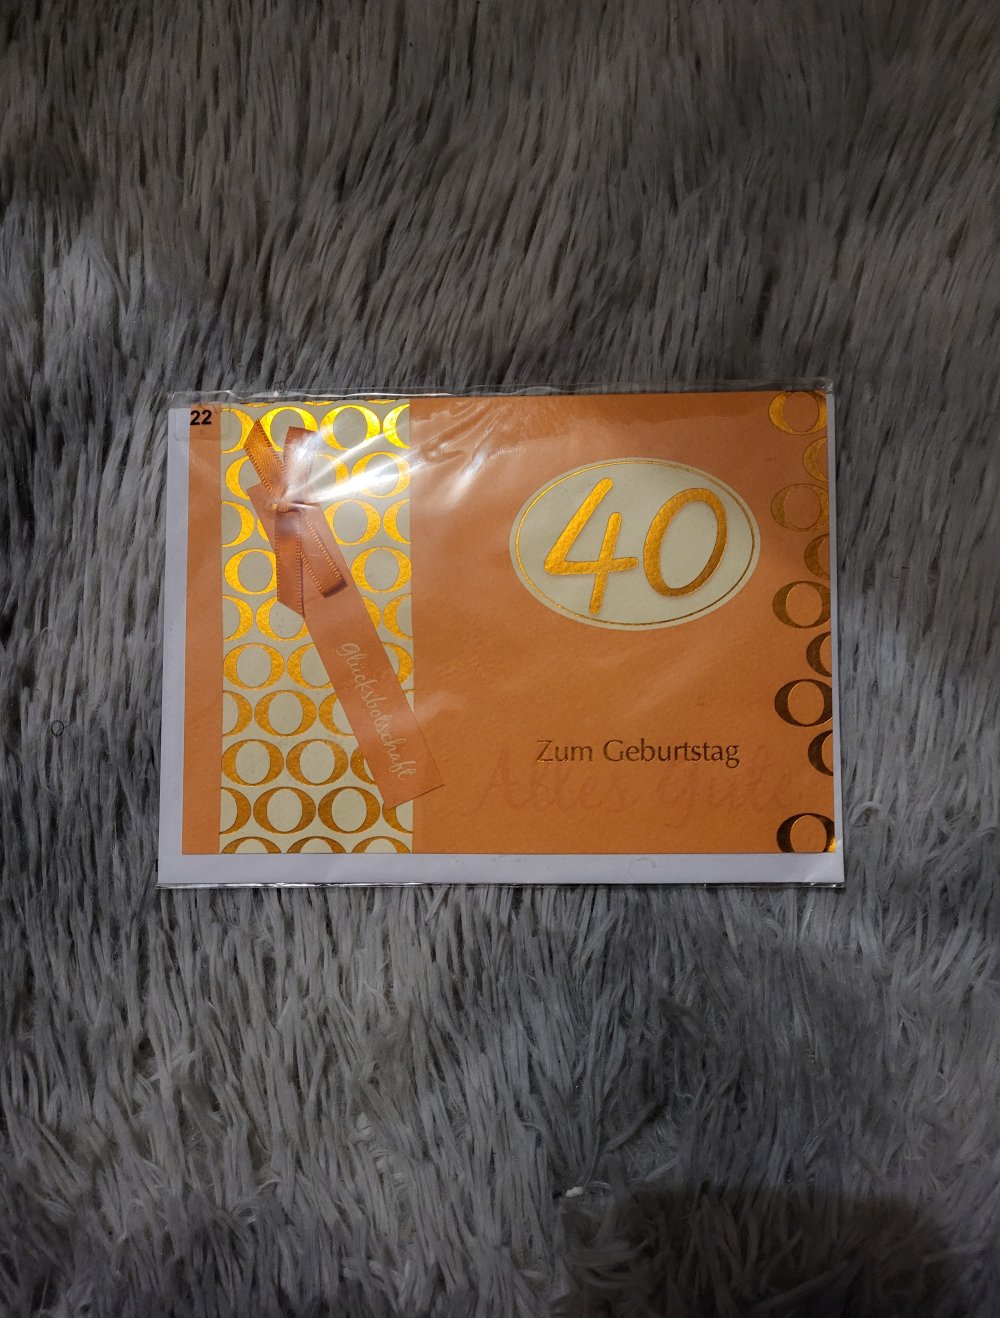 22
40
glücksbotschaft
Zum Geburtstag
Alles Gute